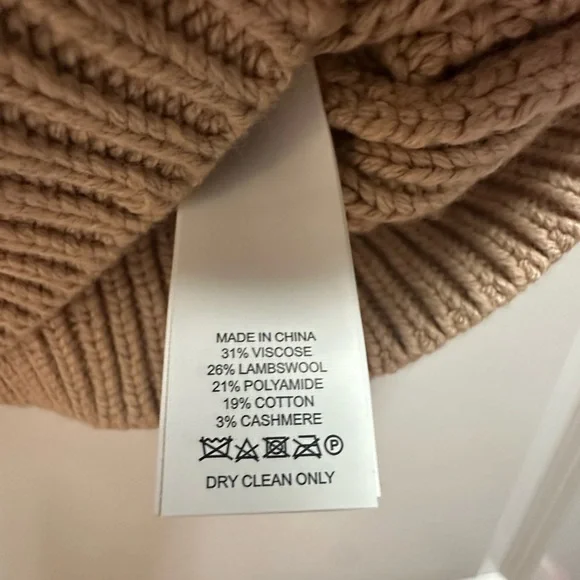 MADE IN CHINA
31% VISCOSE
26% LAMBSWOOL
21% POLYAMIDE
19% COTTON
3% CASHMERE
P
DRY CLEAN ONLY